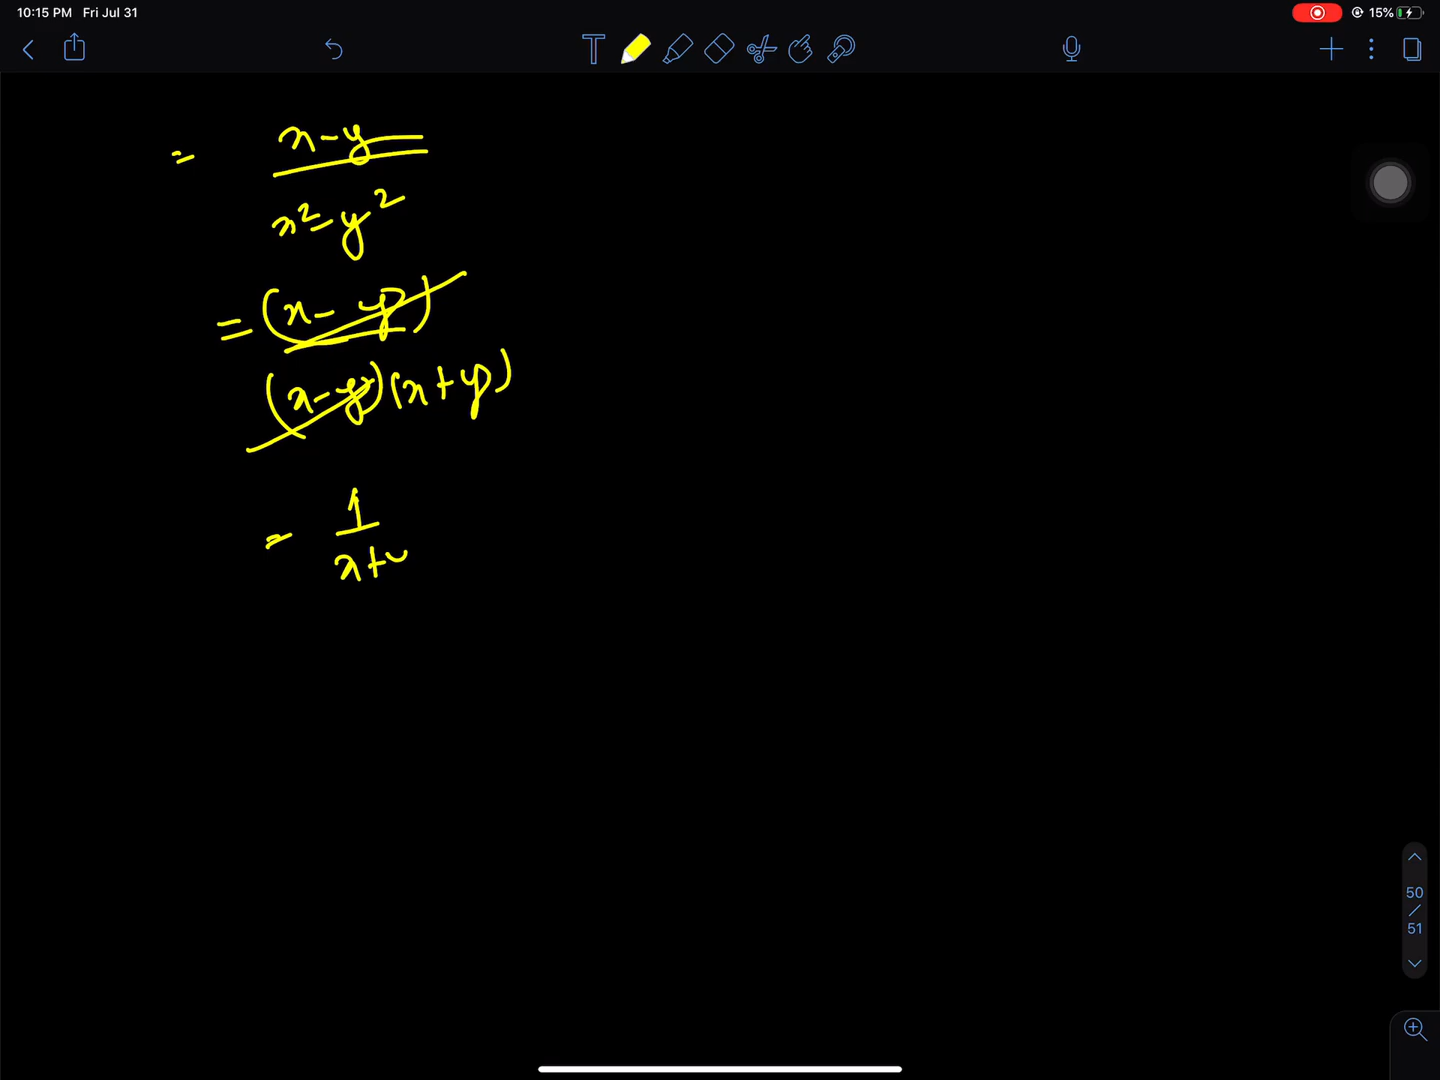 10:15 PM Fri Jul 31 15%
T
= x-y
x²-y²
= (x-y)
(x-y)(x+y)
= 1
x+
50
51